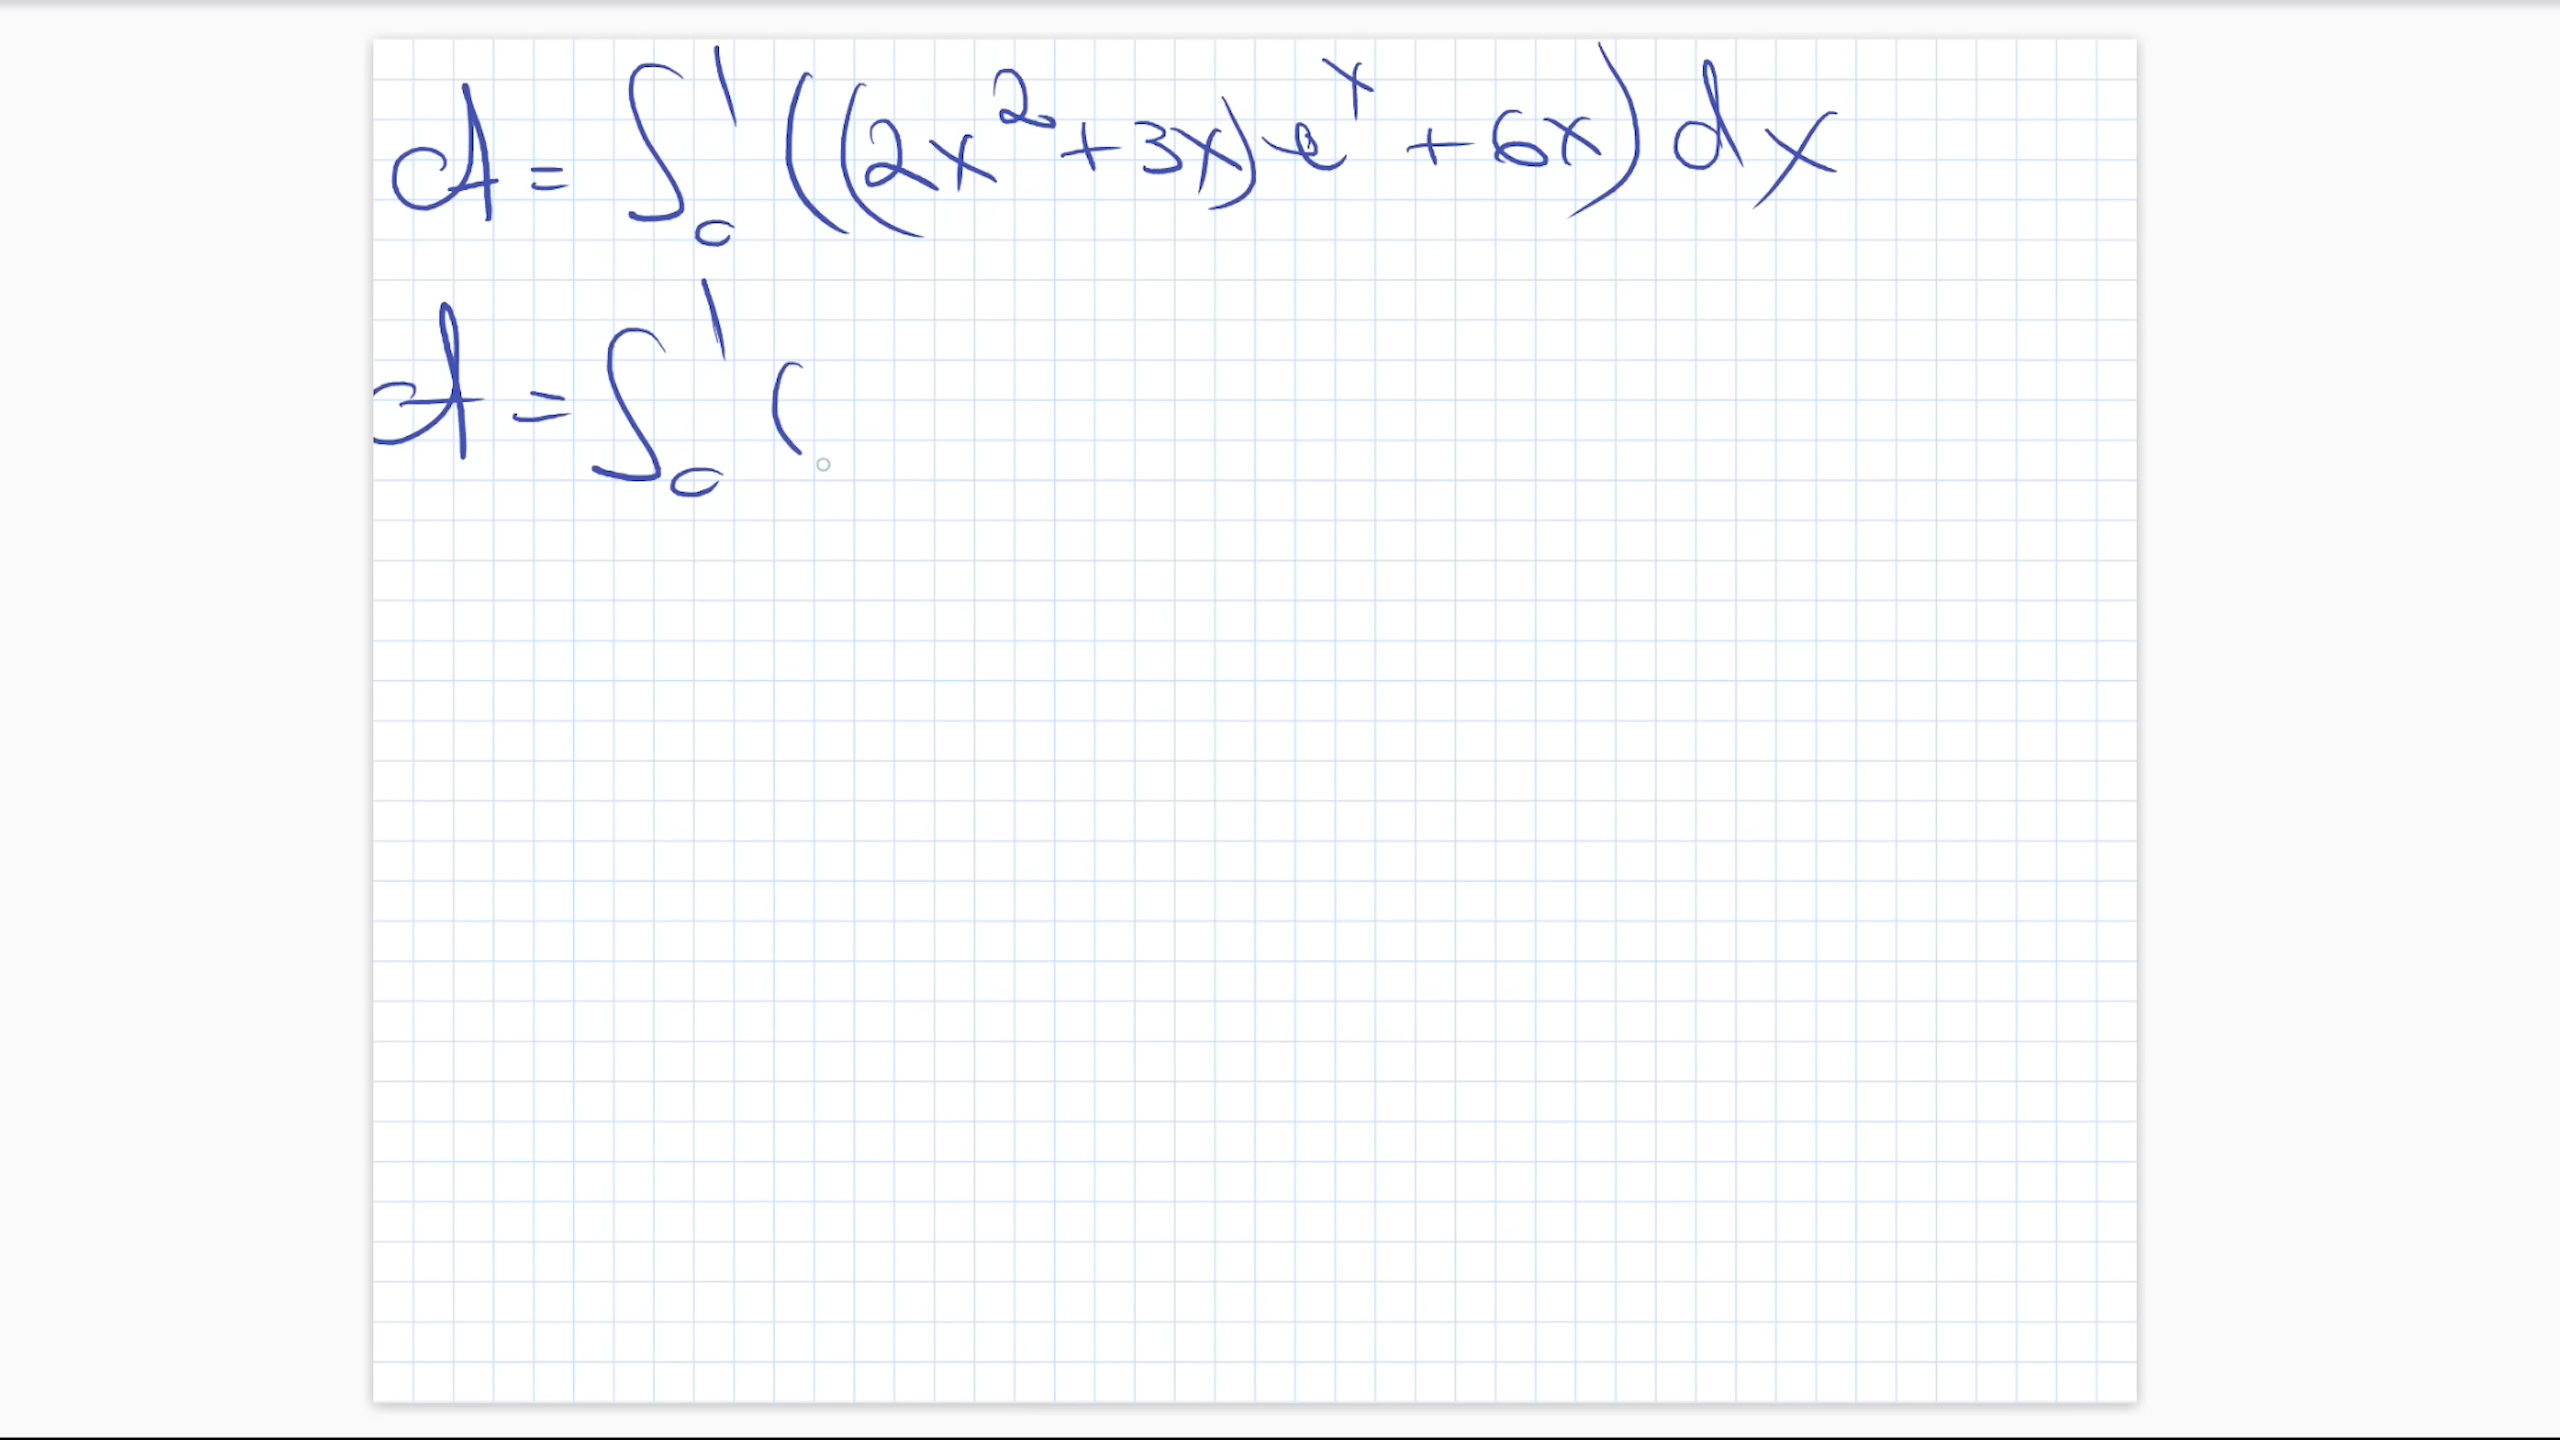 A = ∫₀¹ ((2x² + 3x)eˣ + 6x) dx
A = ∫₀¹ (